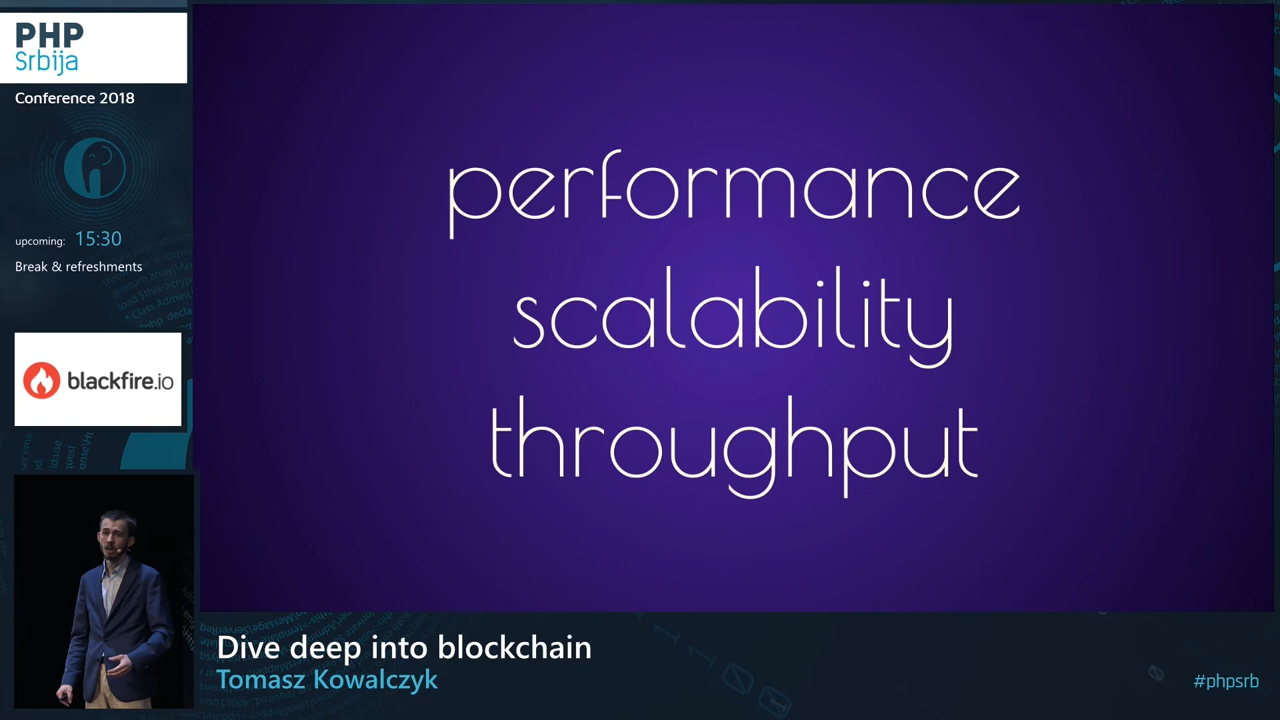 PHP
Srbija
Conference 2018
upcoming: 15:30
Break & refreshments
blackfire.io
performance
scalability
throughput
Dive deep into blockchain
Tomasz Kowalczyk
#phpsrb